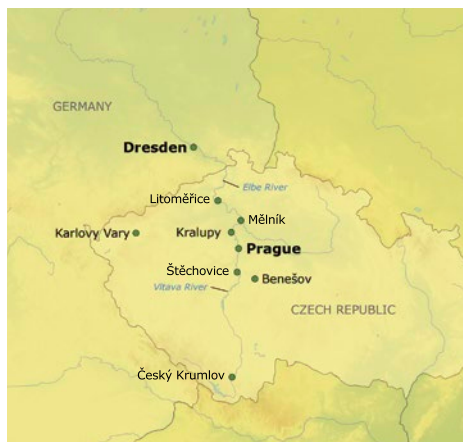 GERMANY
Dresden
Elbe River
Litoměřice
Mělník
Karlovy Vary
Kralupy
Prague
Štěchovice
Benešov
Vltava River
CZECH REPUBLIC
Český Krumlov